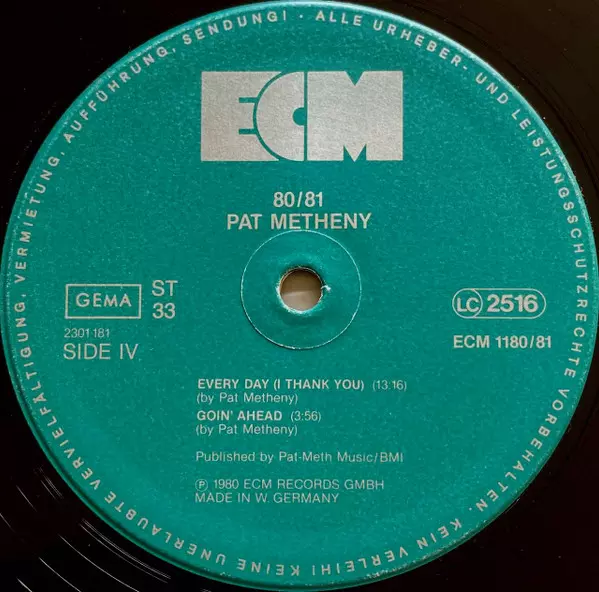 ALLE URHEBER- UND LEISTUNGSSCHUTZRECHTE VORBEHALTEN. KEIN VERLEIH! KEINE UNERLAUBTE VERVIELFÄLTIGUNG, VERMIETUNG, AUFFÜHRUNG, SENDUNG! ·
ECM
80/81
PAT METHENY
GEMA
ST
33
LC 2516
2301 181
SIDE IV
ECM 1180/81
EVERY DAY (I THANK YOU) (13:16)
(by Pat Metheny)
GOIN' AHEAD (3:56)
(by Pat Metheny)
Published by Pat-Meth Music/BMI
℗ 1980 ECM RECORDS GMBH
MADE IN W. GERMANY